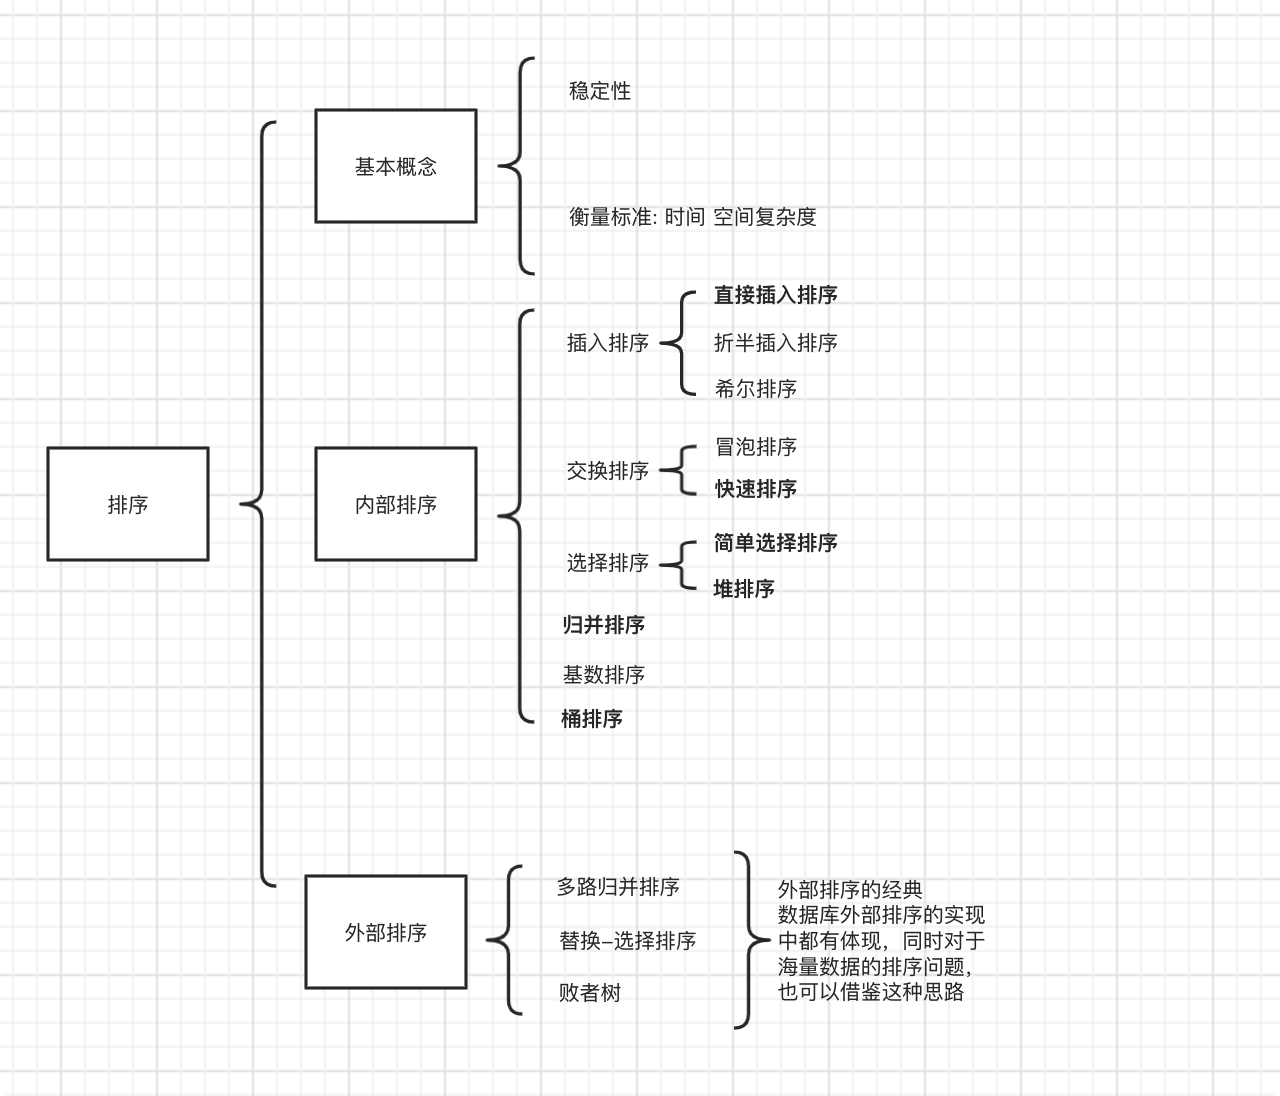 稳定性
基本概念
衡量标准: 时间 空间复杂度
直接插入排序
插入排序
折半插入排序
希尔排序
冒泡排序
交换排序
快速排序
排序
内部排序
简单选择排序
选择排序
堆排序
归并排序
基数排序
桶排序
多路归并排序
外部排序
替换–选择排序
败者树
外部排序的经典
数据库外部排序的实现
中都有体现，同时对于
海量数据的排序问题，
也可以借鉴这种思路